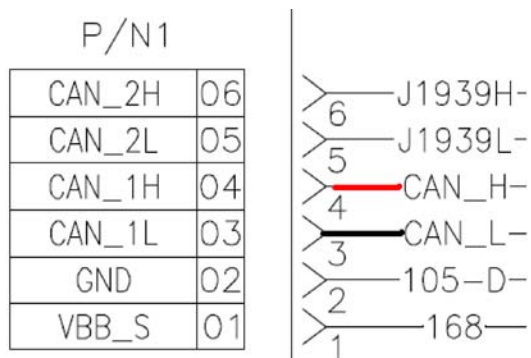 P/N1
CAN_2H 06 6 J1939H-
CAN_2L 05 5 J1939L-
CAN_1H 04 4 CAN_H-
CAN_1L 03 3 CAN_L-
GND 02 2 105-D-
VBB_S 01 1 168